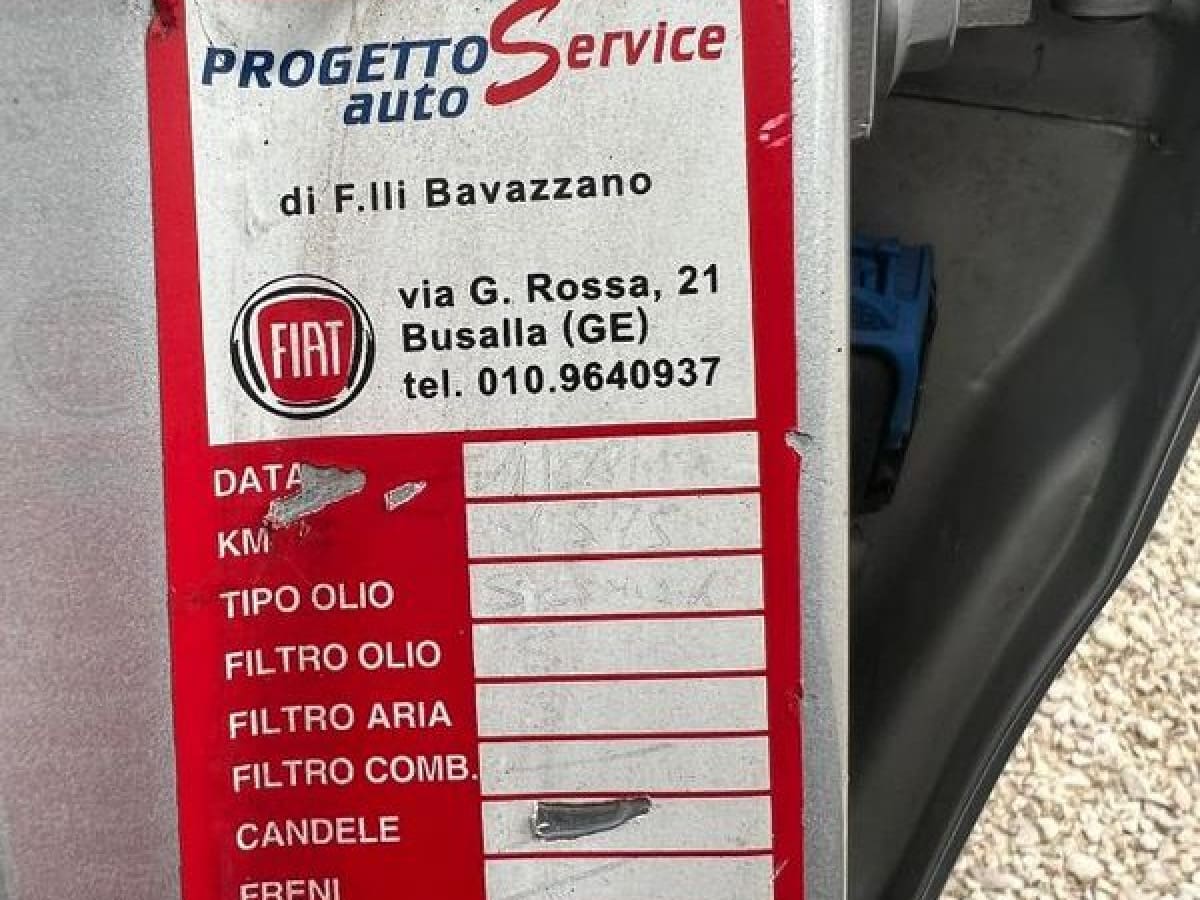 PROGETTO Service
auto
di F.lli Bavazzano
FIAT
via G. Rossa, 21
Busalla (GE)
tel. 010.9640937
DATA
KM
TIPO OLIO
FILTRO OLIO
FILTRO ARIA
FILTRO COMB.
CANDELE
FRENI